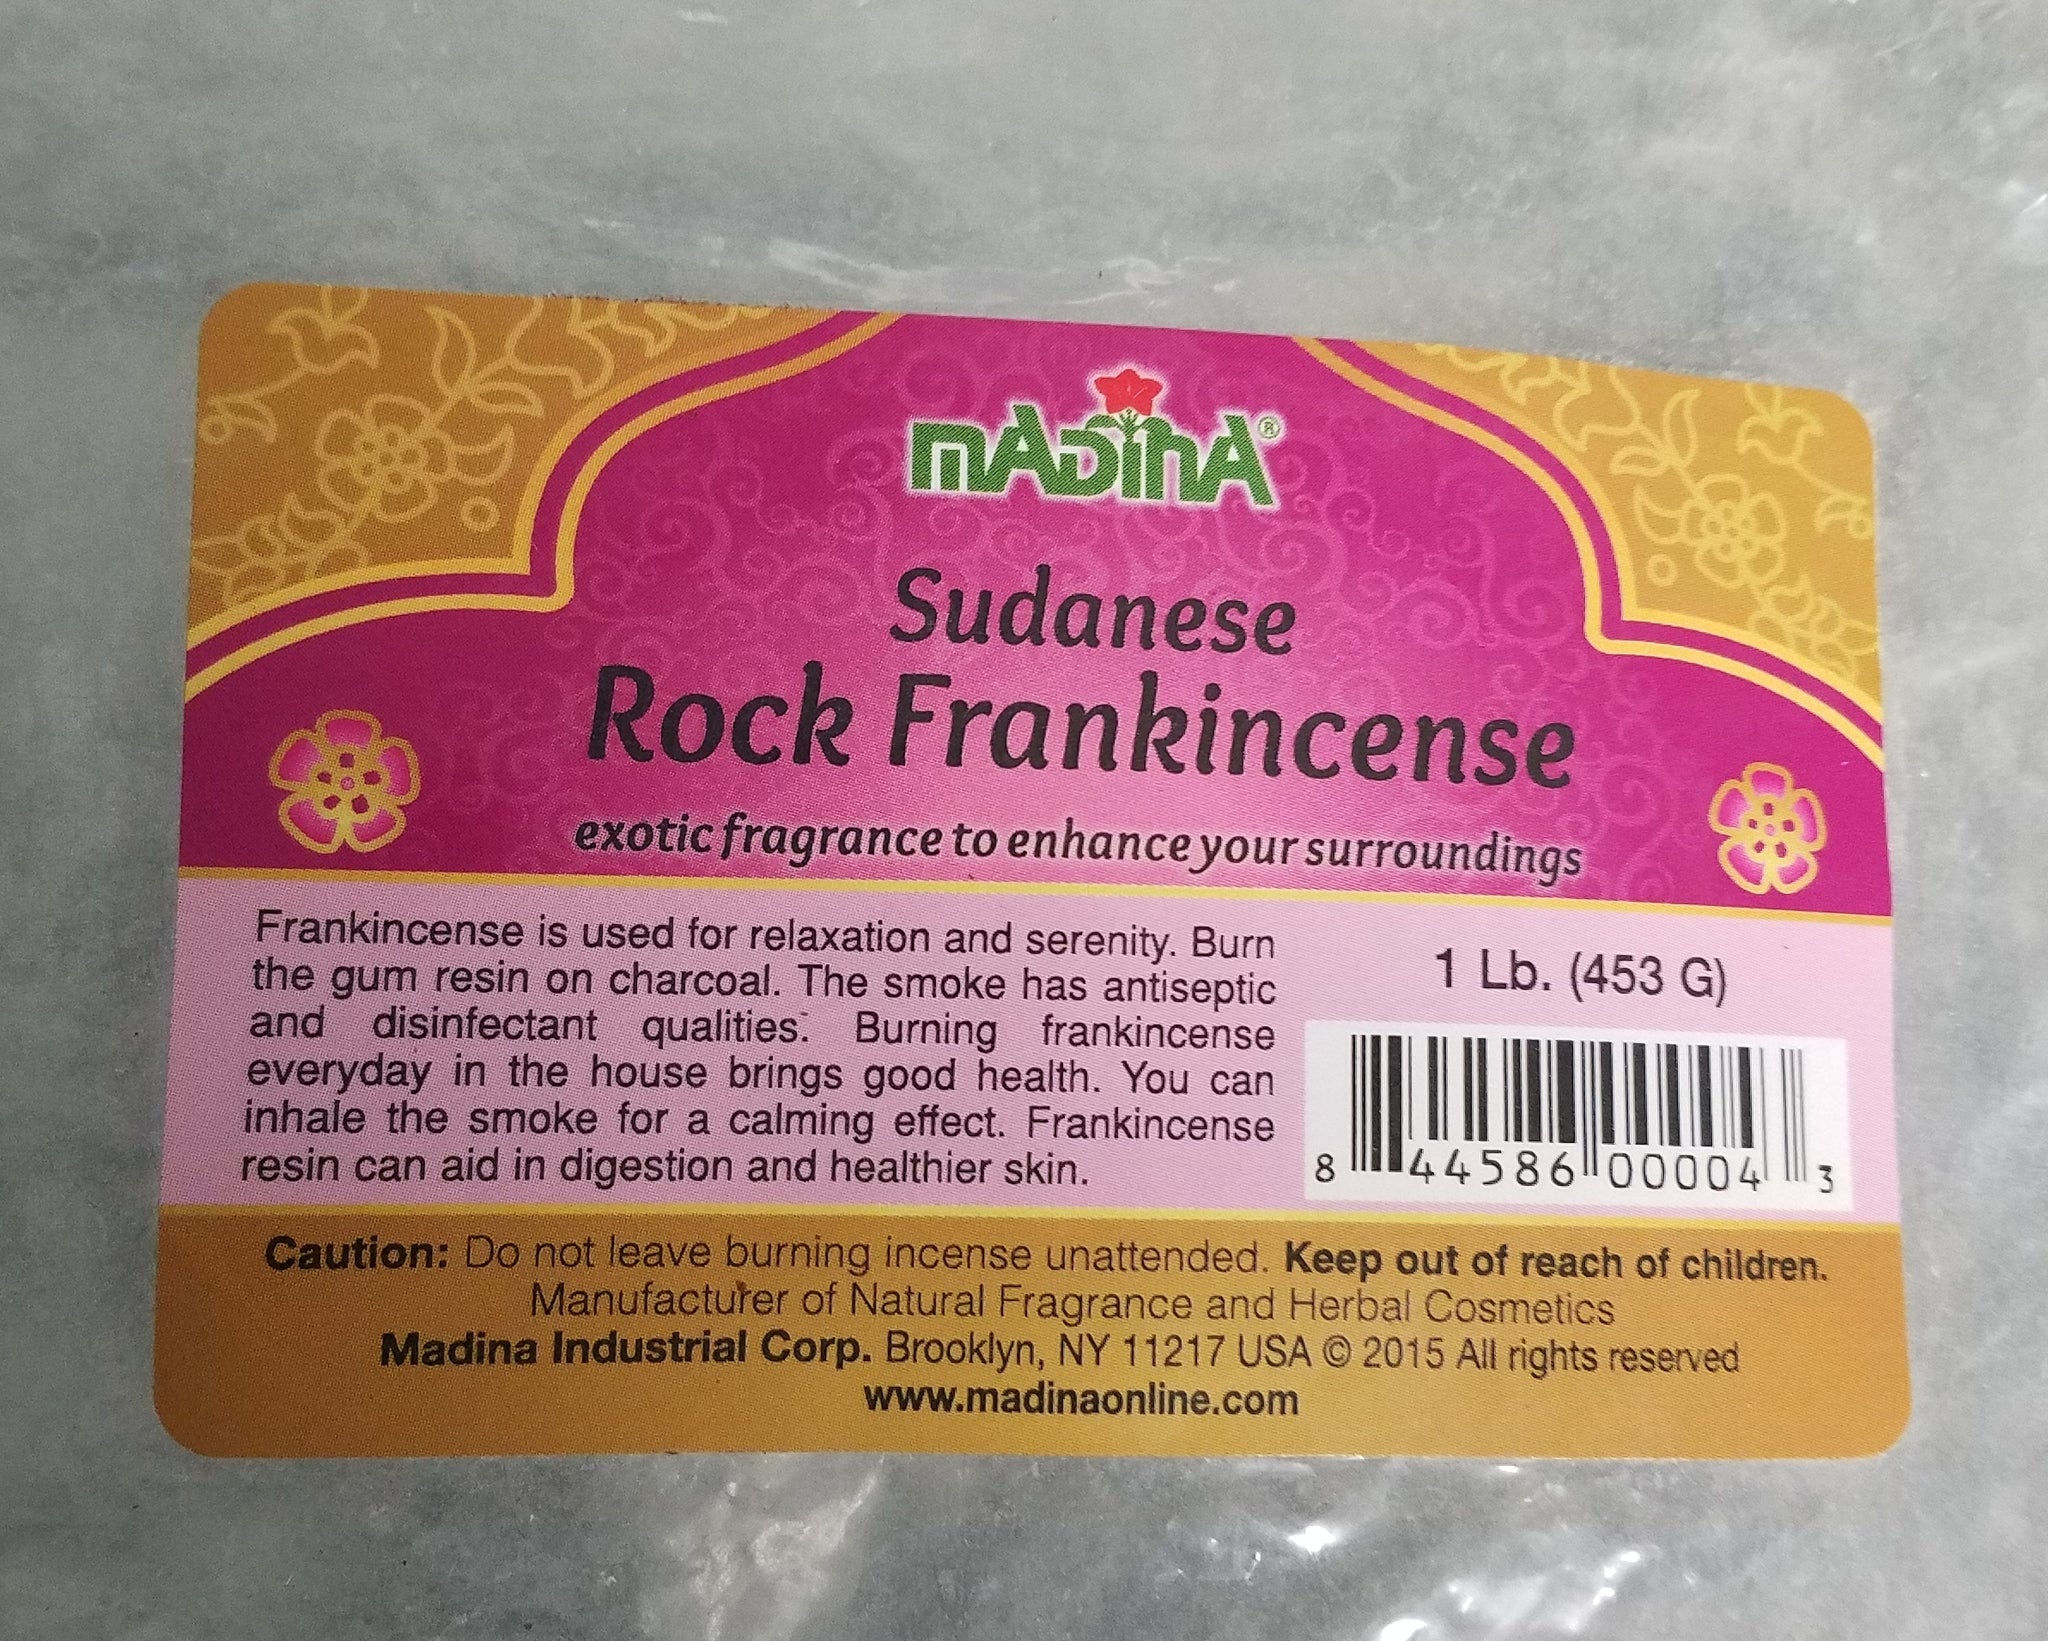 MADINA®
Sudanese
Rock Frankincense
exotic fragrance to enhance your surroundings
Frankincense is used for relaxation and serenity. Burn
the gum resin on charcoal. The smoke has antiseptic
and disinfectant qualities. Burning frankincense
everyday in the house brings good health. You can
inhale the smoke for a calming effect. Frankincense
resin can aid in digestion and healthier skin.
1 Lb. (453 G)
8 44586 00004 3
Caution: Do not leave burning incense unattended. Keep out of reach of children.
Manufacturer of Natural Fragrance and Herbal Cosmetics
Madina Industrial Corp. Brooklyn, NY 11217 USA © 2015 All rights reserved
www.madinaonline.com